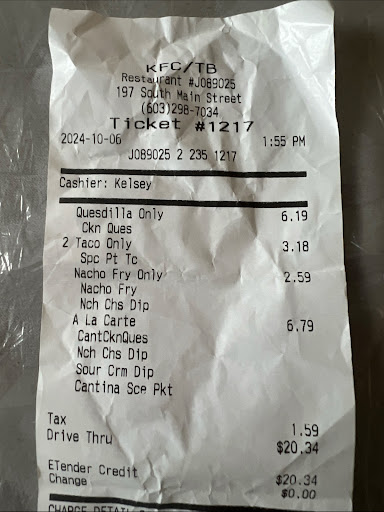 KFC/TB
Restaurant #J089025
197 South Main Street
(603)298-7034
Ticket #1217
2024-10-06 1:55 PM
J089025 2 235 1217
Cashier: Kelsey
Quesdilla Only 6.19
Ckn Ques
2 Taco Only 3.18
Spc Pt Tc
Nacho Fry Only 2.59
Nacho Fry
Nch Chs Dip
A La Carte 6.79
CantCknQues
Nch Chs Dip
Sour Crm Dip
Cantina Sce Pkt
Tax 1.59
Drive Thru $20.34
ETender Credit $20.34
Change $0.00